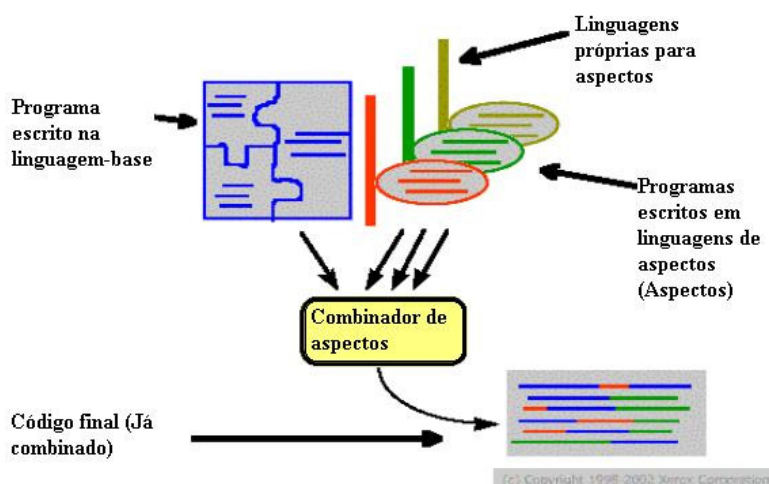 Linguagens
próprias para
aspectos
Programa
escrito na
linguagem-base
Programas
escritos em
linguagens de
aspectos
(Aspectos)
Combinador de
aspectos
Código final (Já
combinado)
(c) Copyright 1998-2002 Xerox Corporation